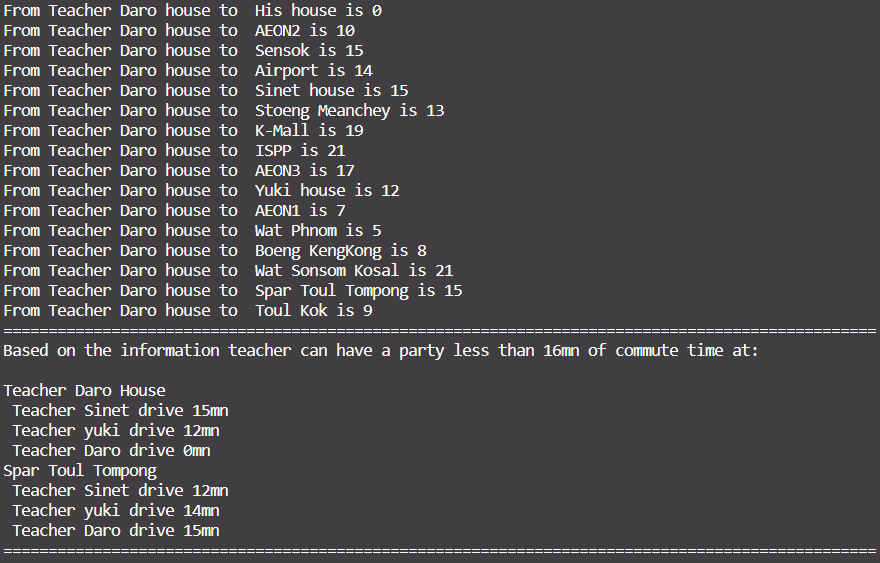 From Teacher Daro house to  His house is 0
From Teacher Daro house to  AEON2 is 10
From Teacher Daro house to  Sensok is 15
From Teacher Daro house to  Airport is 14
From Teacher Daro house to  Sinet house is 15
From Teacher Daro house to  Stoeng Meanchey is 13
From Teacher Daro house to  K-Mall is 19
From Teacher Daro house to  ISPP is 21
From Teacher Daro house to  AEON3 is 17
From Teacher Daro house to  Yuki house is 12
From Teacher Daro house to  AEON1 is 7
From Teacher Daro house to  Wat Phnom is 5
From Teacher Daro house to  Boeng KengKong is 8
From Teacher Daro house to  Wat Sonsom Kosal is 21
From Teacher Daro house to  Spar Toul Tompong is 15
From Teacher Daro house to  Toul Kok is 9
=================================================================================================
Based on the information teacher can have a party less than 16mn of commute time at:
Teacher Daro House
Teacher Sinet drive 15mn
Teacher yuki drive 12mn
Teacher Daro drive 0mn
Spar Toul Tompong
Teacher Sinet drive 12mn
Teacher yuki drive 14mn
Teacher Daro drive 15mn
=================================================================================================